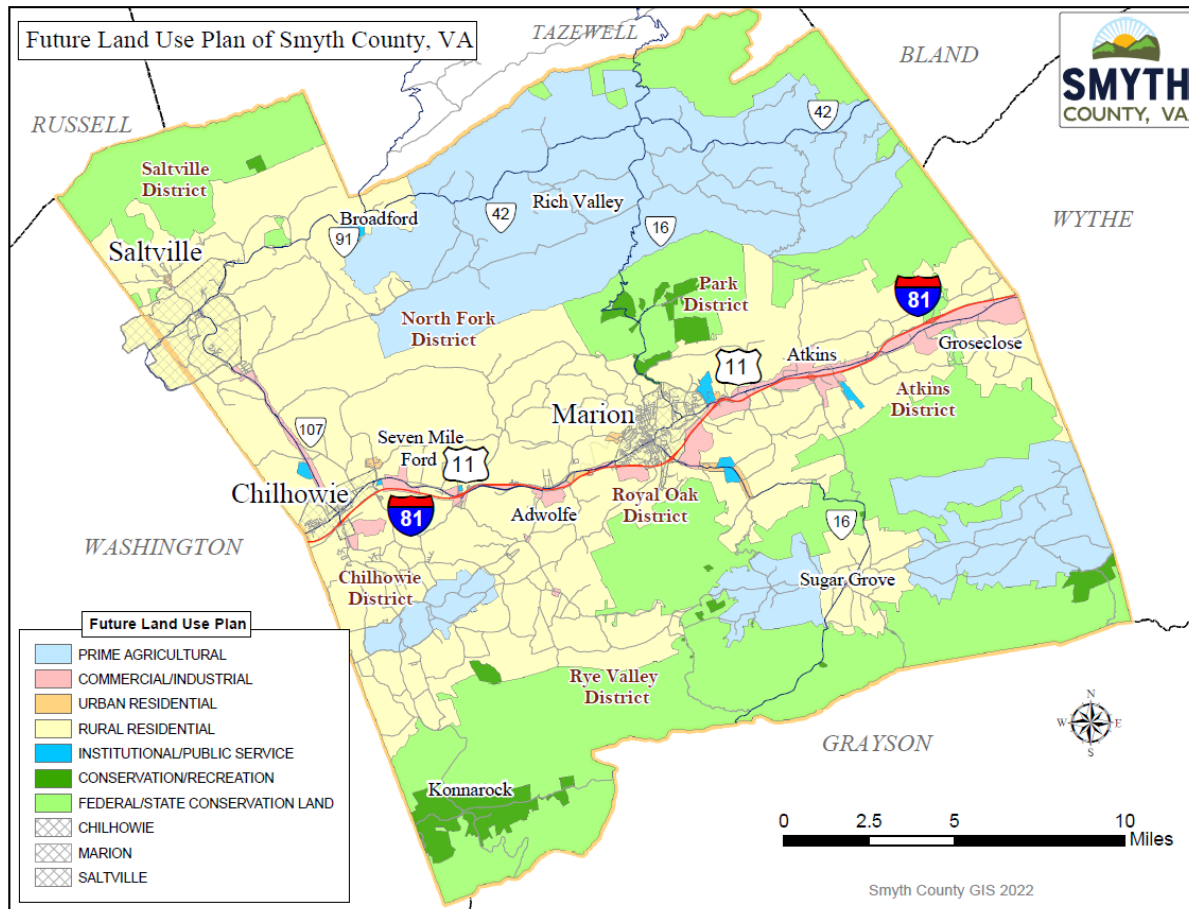 Future Land Use Plan of Smyth County, VA
TAZEWELL
BLAND
SMYTH
COUNTY, VA
RUSSELL
42
Saltville
District
Broadford
Rich Valley
42
91
16
WYTHE
Saltville
Park
District
81
North Fork
District
11
Atkins
Groseclose
Atkins
District
Marion
107
Seven Mile
Ford
11
Chilhowie
81
Adwolfe
Royal Oak
District
16
WASHINGTON
Chilhowie
District
Sugar Grove
Rye Valley
District
GRAYSON
Konnarock
Future Land Use Plan
PRIME AGRICULTURAL
COMMERCIAL/INDUSTRIAL
URBAN RESIDENTIAL
RURAL RESIDENTIAL
INSTITUTIONAL/PUBLIC SERVICE
CONSERVATION/RECREATION
FEDERAL/STATE CONSERVATION LAND
CHILHOWIE
MARION
SALTVILLE
N
W
E
S
0 2.5 5 10
Miles
Smyth County GIS 2022